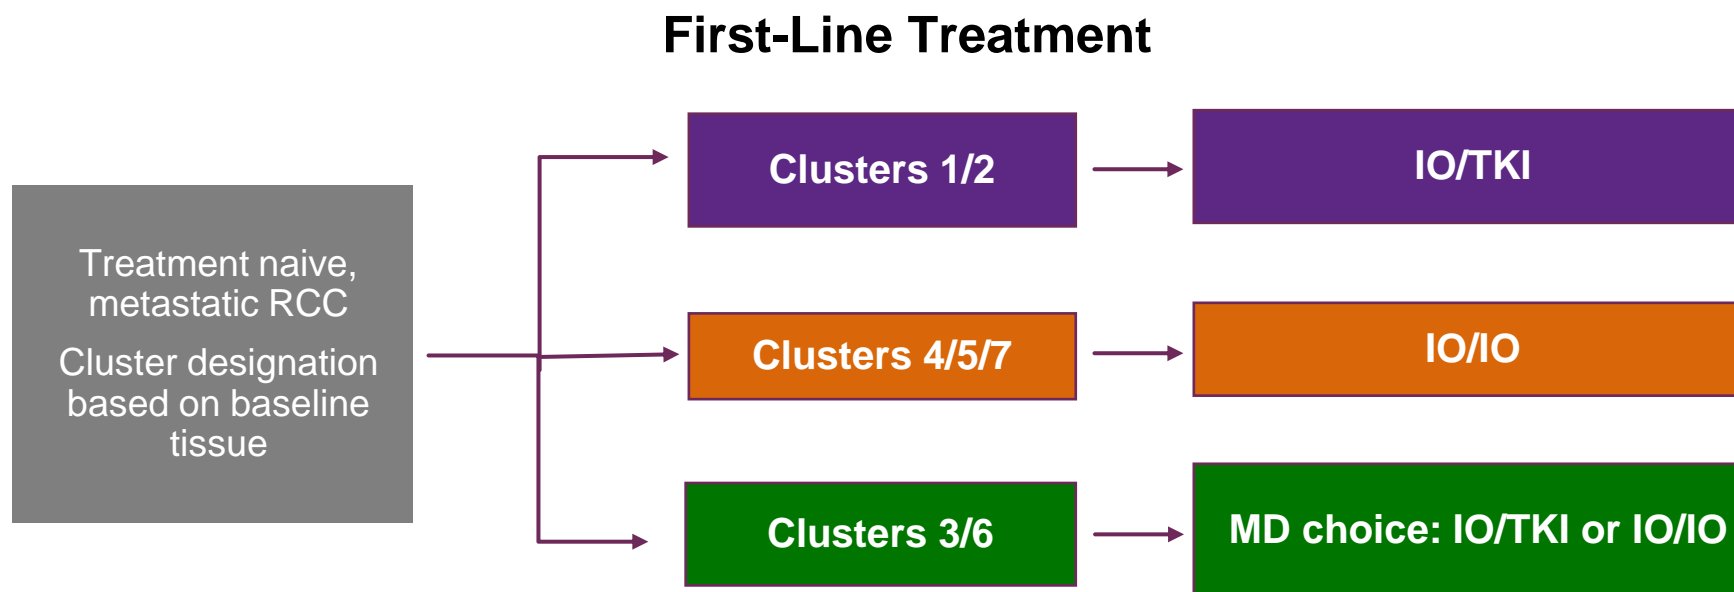 First-Line Treatment
Treatment naive,
metastatic RCC
Cluster designation
based on baseline
tissue
Clusters 1/2
IO/TKI
Clusters 4/5/7
IO/IO
Clusters 3/6
MD choice: IO/TKI or IO/IO